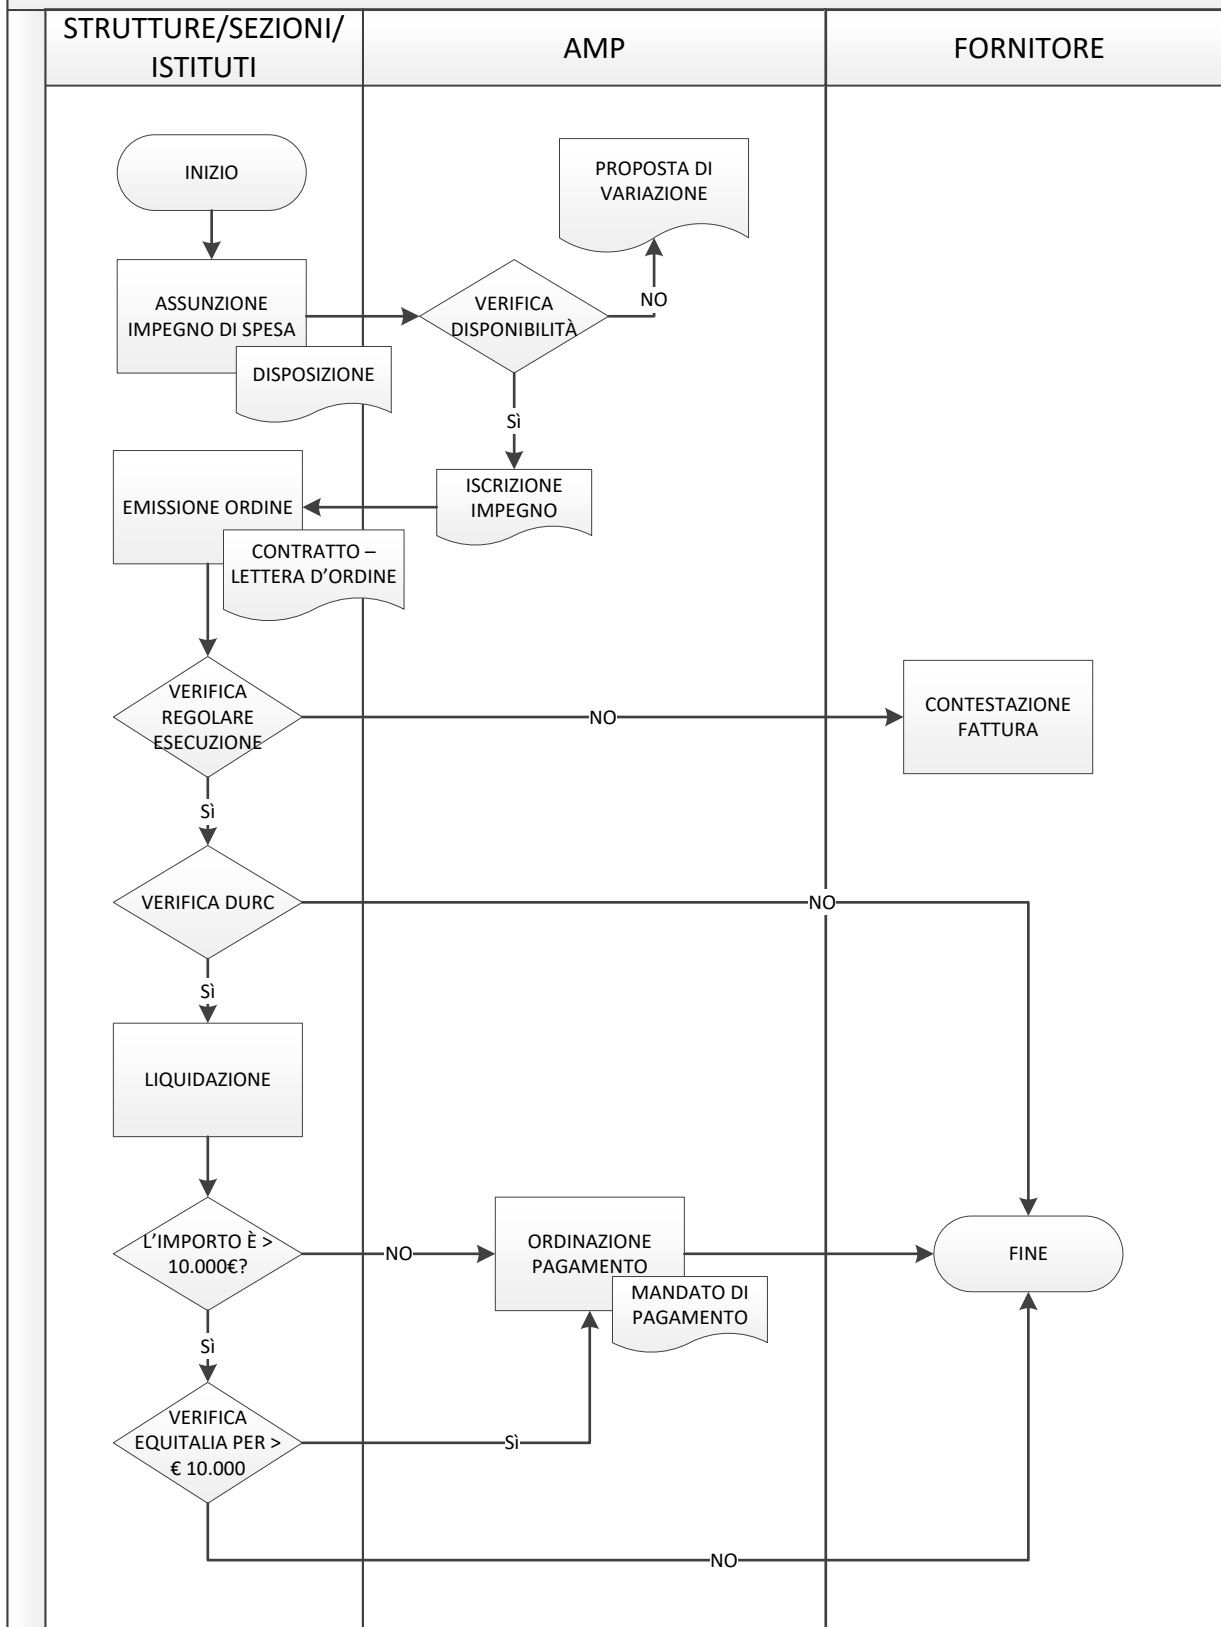 STRUTTURE/SEZIONI/
ISTITUTI
AMP
FORNITORE
INIZIO
PROPOSTA DI
VARIAZIONE
ASSUNZIONE
IMPEGNO DI SPESA
VERIFICA
DISPONIBILITÀ
NO
DISPOSIZIONE
Sì
ISCRIZIONE
IMPEGNO
EMISSIONE ORDINE
CONTRATTO –
LETTERA D’ORDINE
VERIFICA
REGOLARE
ESECUZIONE
NO
CONTESTAZIONE
FATTURA
Sì
VERIFICA DURC
NO
Sì
LIQUIDAZIONE
L’IMPORTO È >
10.000€?
NO
ORDINAZIONE
PAGAMENTO
MANDATO DI
PAGAMENTO
FINE
Sì
VERIFICA
EQUITALIA PER >
€ 10.000
Sì
NO